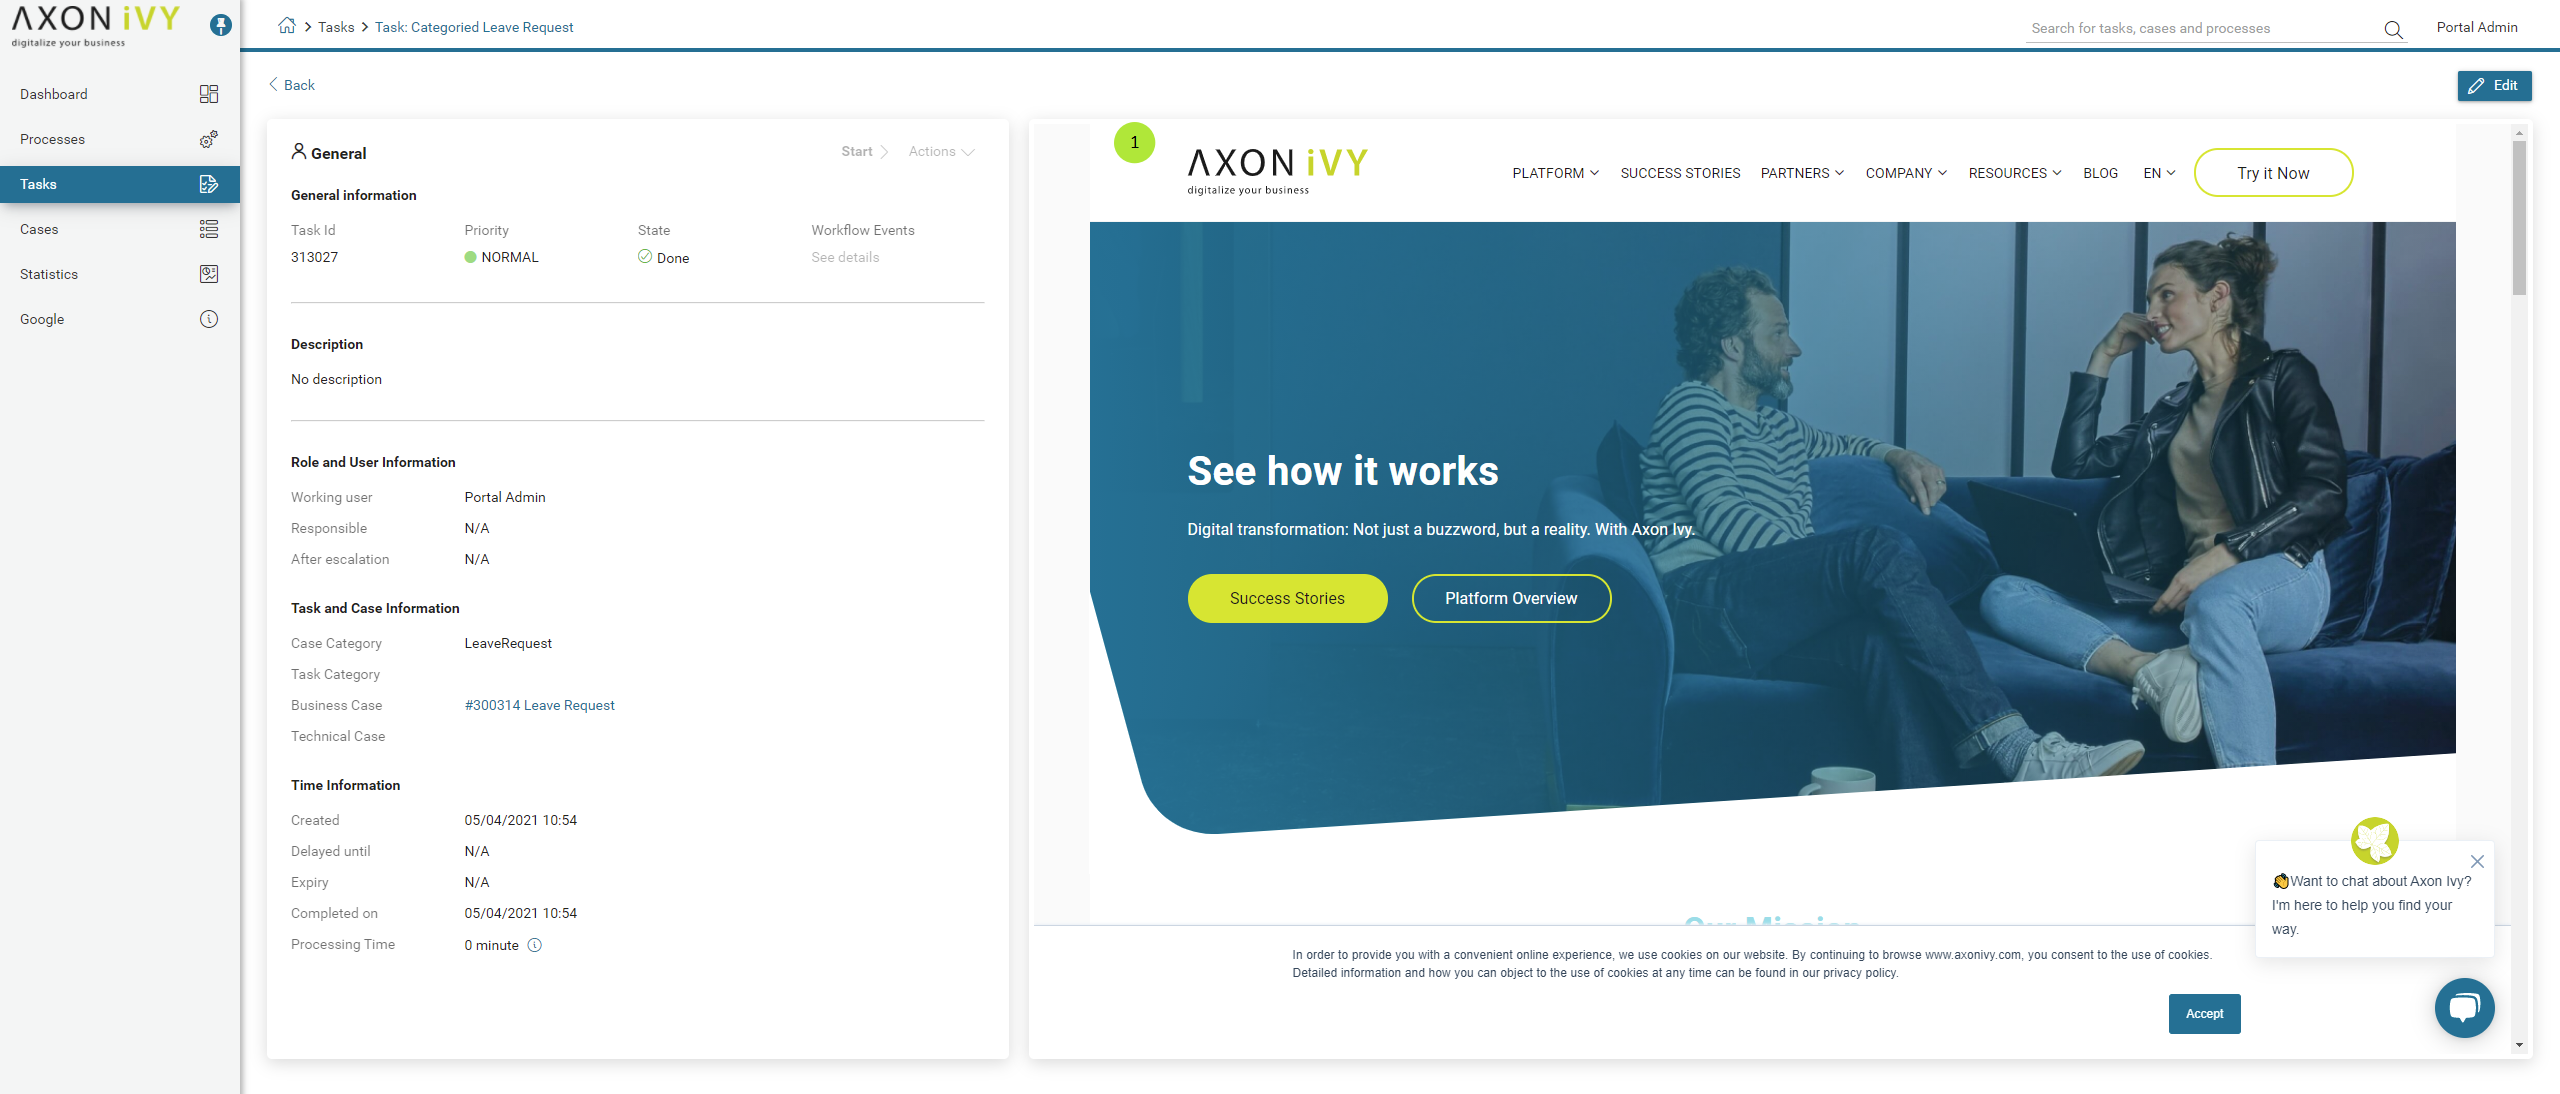 AXON iVY
digitalize your business
Dashboard
Processes
Tasks
Cases
Statistics
Google
Tasks
Task: Categoried Leave Request
Search for tasks, cases and processes
Portal Admin
Back
Edit
General
Start
Actions
General information
Task Id
Priority
State
Workflow Events
313027
NORMAL
Done
See details
Description
No description
Role and User Information
Working user
Portal Admin
Responsible
N/A
After escalation
N/A
Task and Case Information
Case Category
LeaveRequest
Task Category
Business Case
#300314 Leave Request
Technical Case
Time Information
Created
05/04/2021 10:54
Delayed until
N/A
Expiry
N/A
Completed on
05/04/2021 10:54
Processing Time
0 minute
1
AXON iVY
digitalize your business
PLATFORM
SUCCESS STORIES
PARTNERS
COMPANY
RESOURCES
BLOG
EN
Try it Now
See how it works
Digital transformation: Not just a buzzword, but a reality. With Axon Ivy.
Success Stories
Platform Overview
Our Mission
Want to chat about Axon Ivy?
I'm here to help you find your
way.
In order to provide you with a convenient online experience, we use cookies on our website. By continuing to browse www.axonivy.com, you consent to the use of cookies.
Detailed information and how you can object to the use of cookies at any time can be found in our privacy policy.
Accept